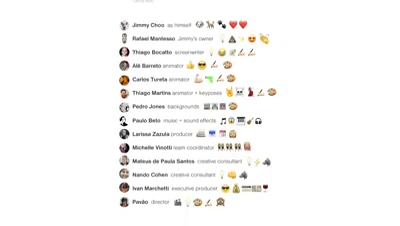 Jimmy Choo as himself
Rafael Mantesso Jimmy's owner
Thiago Bocatto screenwriter
Alê Barreto animator
Carlos Tureta animator
Thiago Martins animator + keyposes
Pedro Jones backgrounds
Paulo Beto music + sound effects
Larissa Zazula producer
Michelle Vinotti team coordinator
Mateus de Paula Santos creative consultant
Nando Cohen creative consultant
Ivan Marchetti executive producer
Pavão director